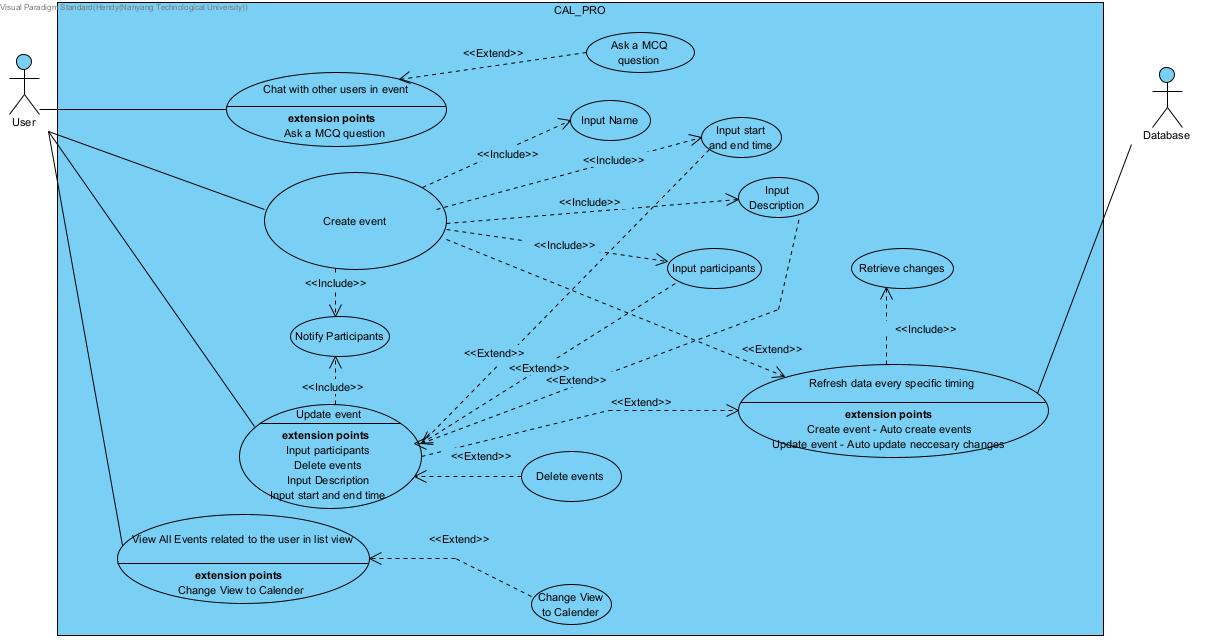 Visual Paradigm Standard(Hendy(Nanyang Technological University))
CAL_PRO
Ask a MCQ
question
<<Extend>>
User
Chat with other users in event
extension points
Ask a MCQ question
Database
Input Name
Input start
and end time
<<Include>>
<<Include>>
Input
Description
<<Include>>
Create event
<<Include>>
Input participants
Retrieve changes
<<Include>>
Notify Participants
<<Include>>
<<Extend>>
<<Extend>>
<<Extend>>
<<Extend>>
<<Include>>
Refresh data every specific timing
extension points
Create event - Auto create events
Update event - Auto update neccesary changes
<<Extend>>
Update event
extension points
Input participants
Delete events
Input Description
Input start and end time
<<Extend>>
Delete events
View All Events related to the user in list view
extension points
Change View to Calender
<<Extend>>
Change View
to Calender